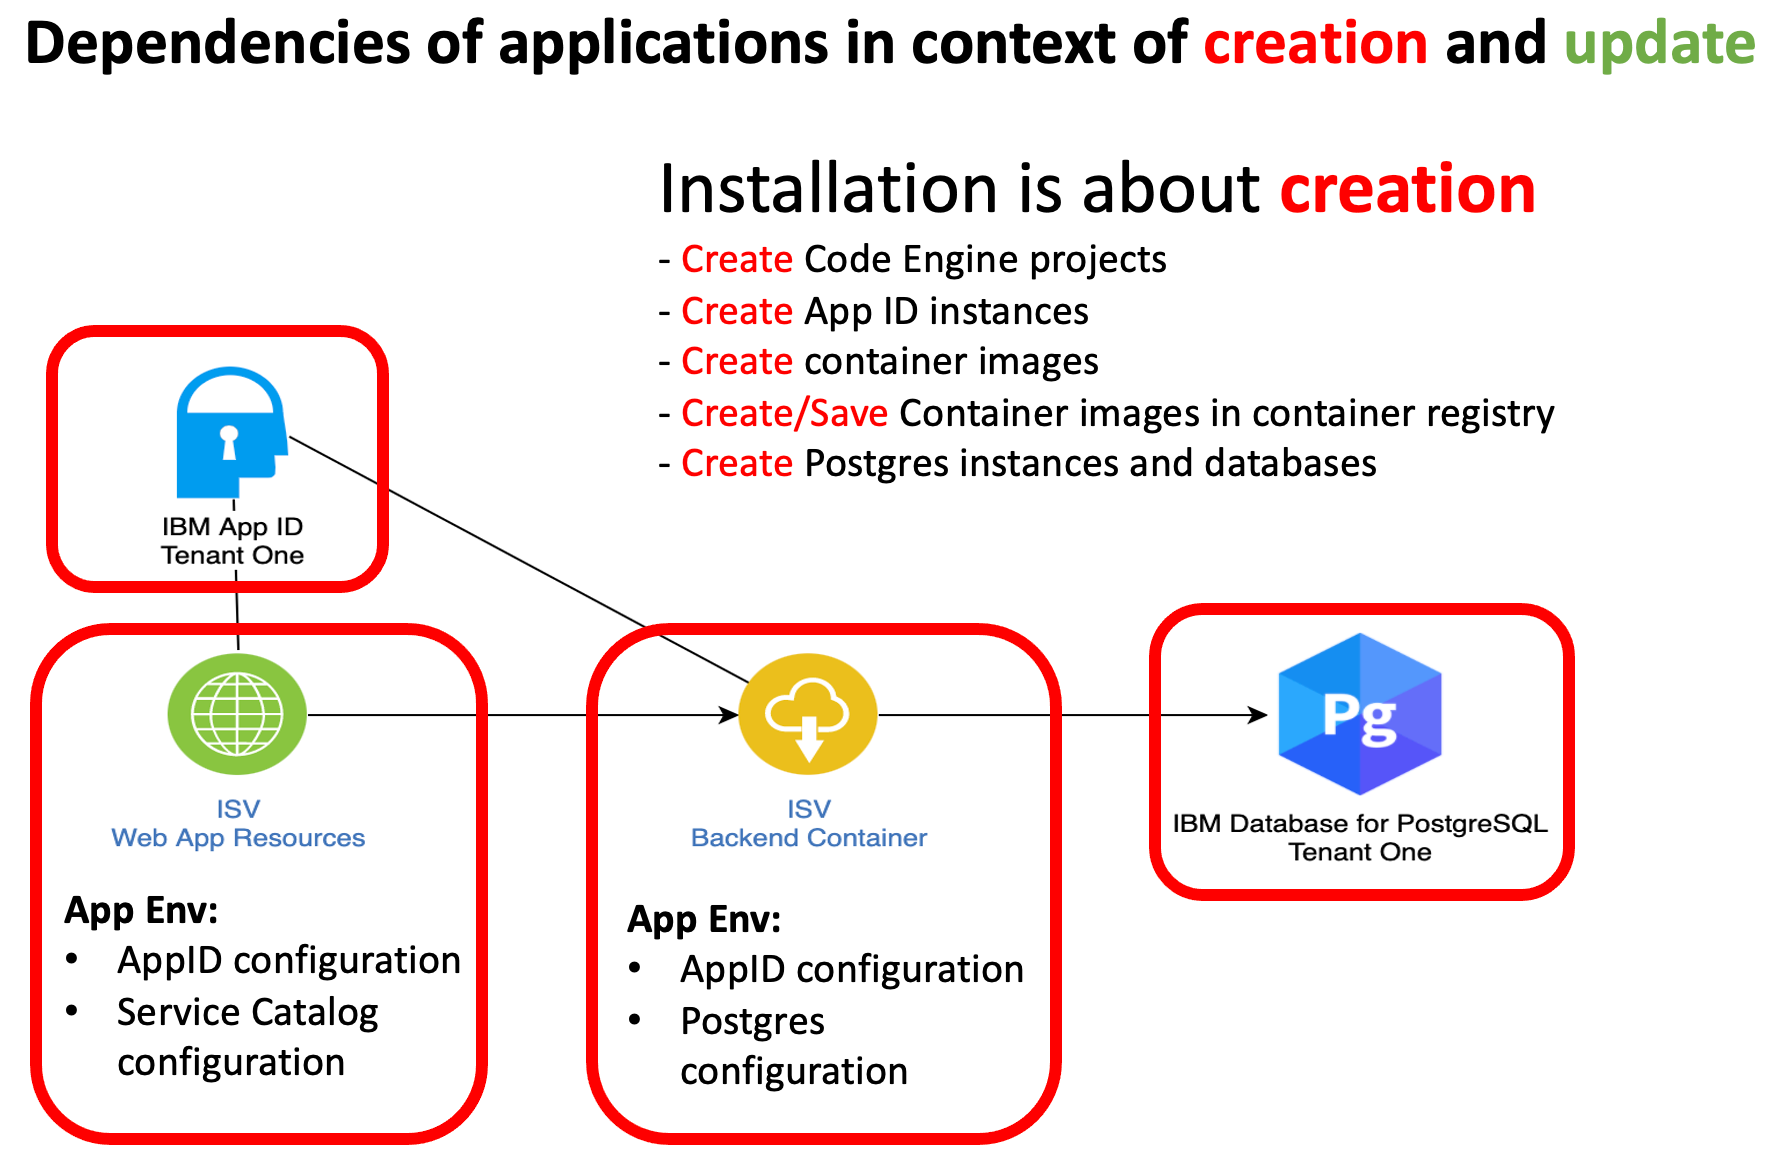 Dependencies of applications in context of creation and update
Installation is about creation
- Create Code Engine projects
- Create App ID instances
- Create container images
- Create/Save Container images in container registry
- Create Postgres instances and databases
IBM App ID
Tenant One
ISV
Web App Resources
App Env:
• AppID configuration
• Service Catalog
configuration
ISV
Backend Container
App Env:
• AppID configuration
• Postgres
configuration
Pg
IBM Database for PostgreSQL
Tenant One